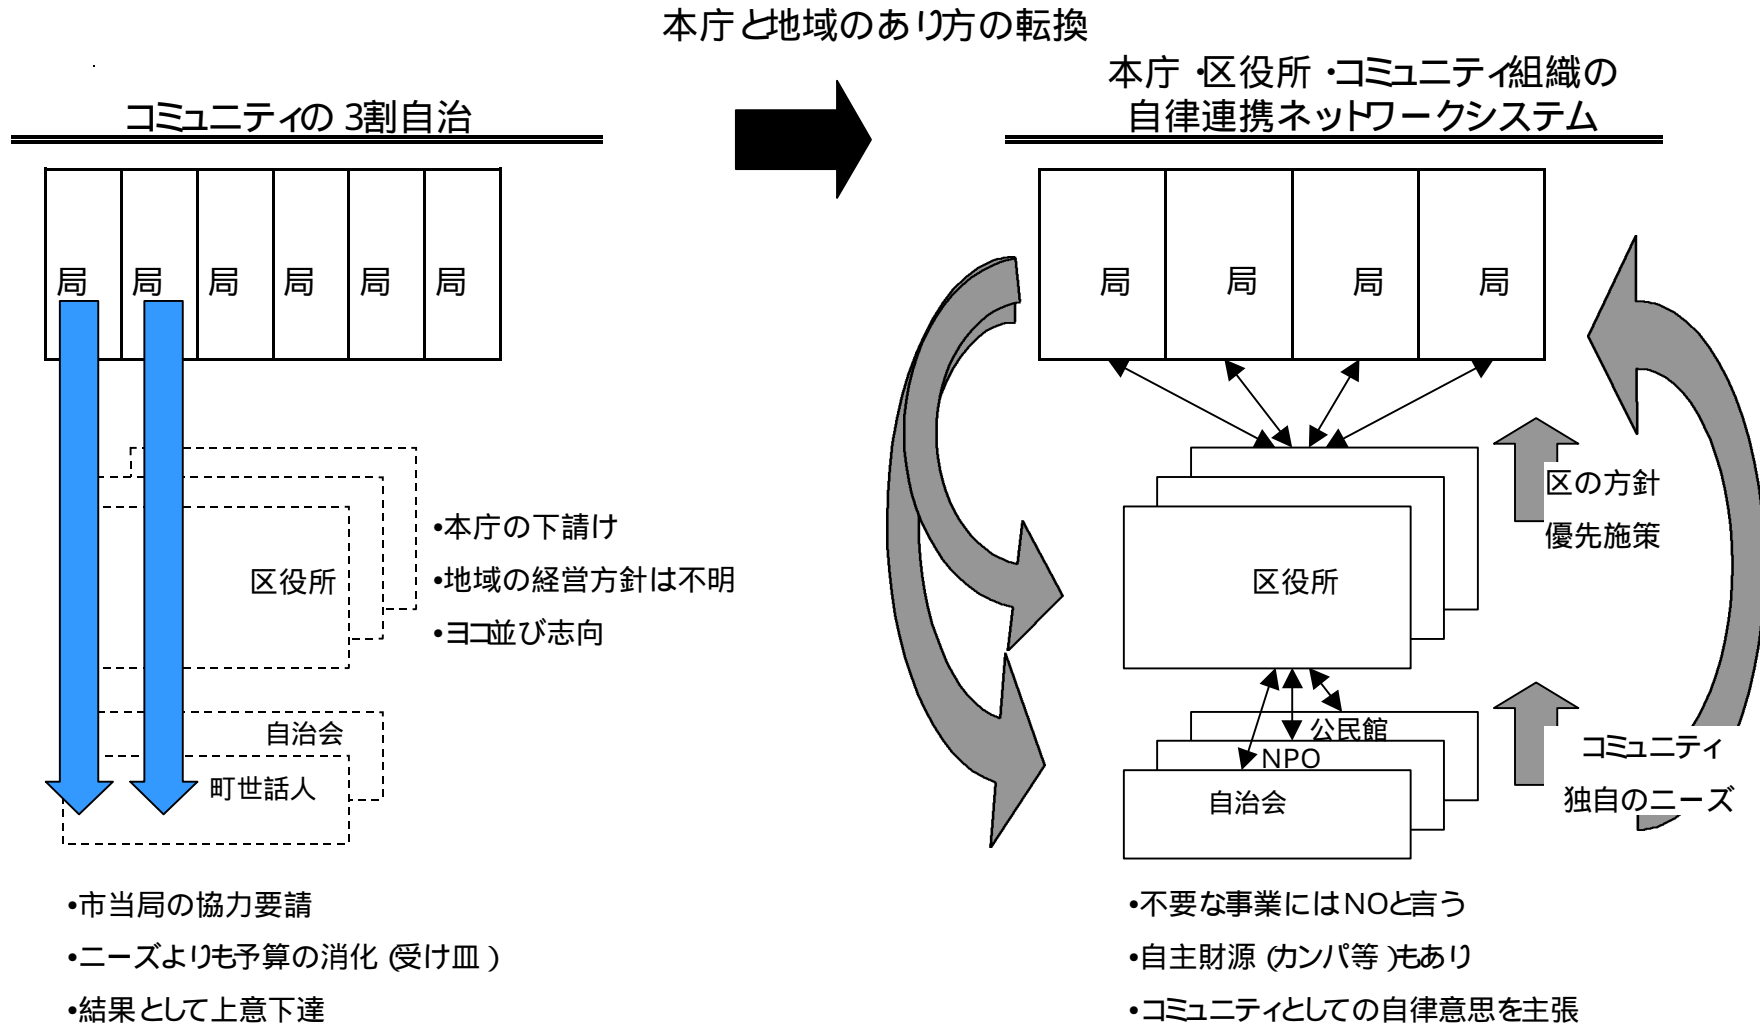 本庁と地域のあり方の転換
コミュニティの3割自治
局 局 局 局 局 局
区役所
•本庁の下請け
•地域の経営方針は不明
•ヨコ並び志向
自治会
町世話人
•市当局の協力要請
•ニーズよりも予算の消化(受け皿)
•結果として上意下達
本庁・区役所・コミュニティ組織の
自律連携ネットワークシステム
局 局 局 局
区の方針
優先施策
区役所
公民館
NPO
自治会
コミュニティ
独自のニーズ
•不要な事業にはNOと言う
•自主財源(カンパ等)もあり
•コミュニティとしての自律意思を主張